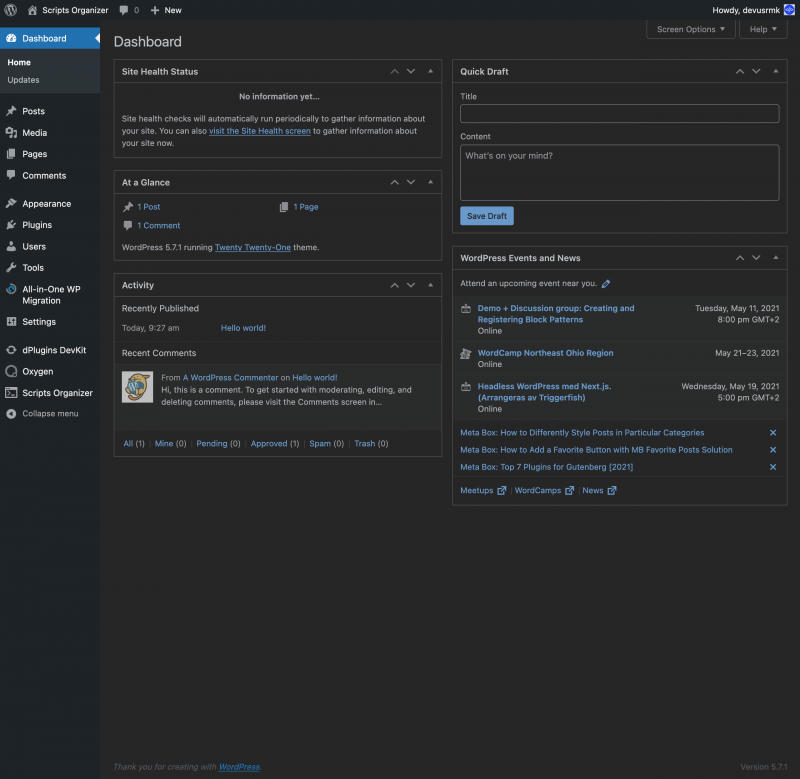 Scripts Organizer 0 New
Howdy, devusrmk
Dashboard
Home
Updates
Posts
Media
Pages
Comments
Appearance
Plugins
Users
Tools
All-in-One WP
Migration
Settings
dPlugins DevKit
Oxygen
Scripts Organizer
Collapse menu
Screen Options
Help
Dashboard
Site Health Status
No information yet...
Site health checks will automatically run periodically to gather information about
your site. You can also visit the Site Health screen to gather information about
your site now.
At a Glance
1 Post
1 Page
1 Comment
WordPress 5.7.1 running Twenty Twenty-One theme.
Activity
Recently Published
Today, 9:27 am Hello world!
Recent Comments
From A WordPress Commenter on Hello world!
Hi, this is a comment. To get started with moderating, editing, and
deleting comments, please visit the Comments screen in...
All (1) | Mine (0) | Pending (0) | Approved (1) | Spam (0) | Trash (0)
Quick Draft
Title
Content
What's on your mind?
Save Draft
WordPress Events and News
Attend an upcoming event near you.
Demo + Discussion group: Creating and
Registering Block Patterns
Online
Tuesday, May 11, 2021
8:00 pm GMT+2
WordCamp Northeast Ohio Region
Online
May 21–23, 2021
Headless WordPress med Next.js.
(Arrangeras av Triggerfish)
Online
Wednesday, May 19, 2021
5:00 pm GMT+2
Meta Box: How to Differently Style Posts in Particular Categories
Meta Box: How to Add a Favorite Button with MB Favorite Posts Solution
Meta Box: Top 7 Plugins for Gutenberg [2021]
Meetups | WordCamps | News
Thank you for creating with WordPress.
Version 5.7.1